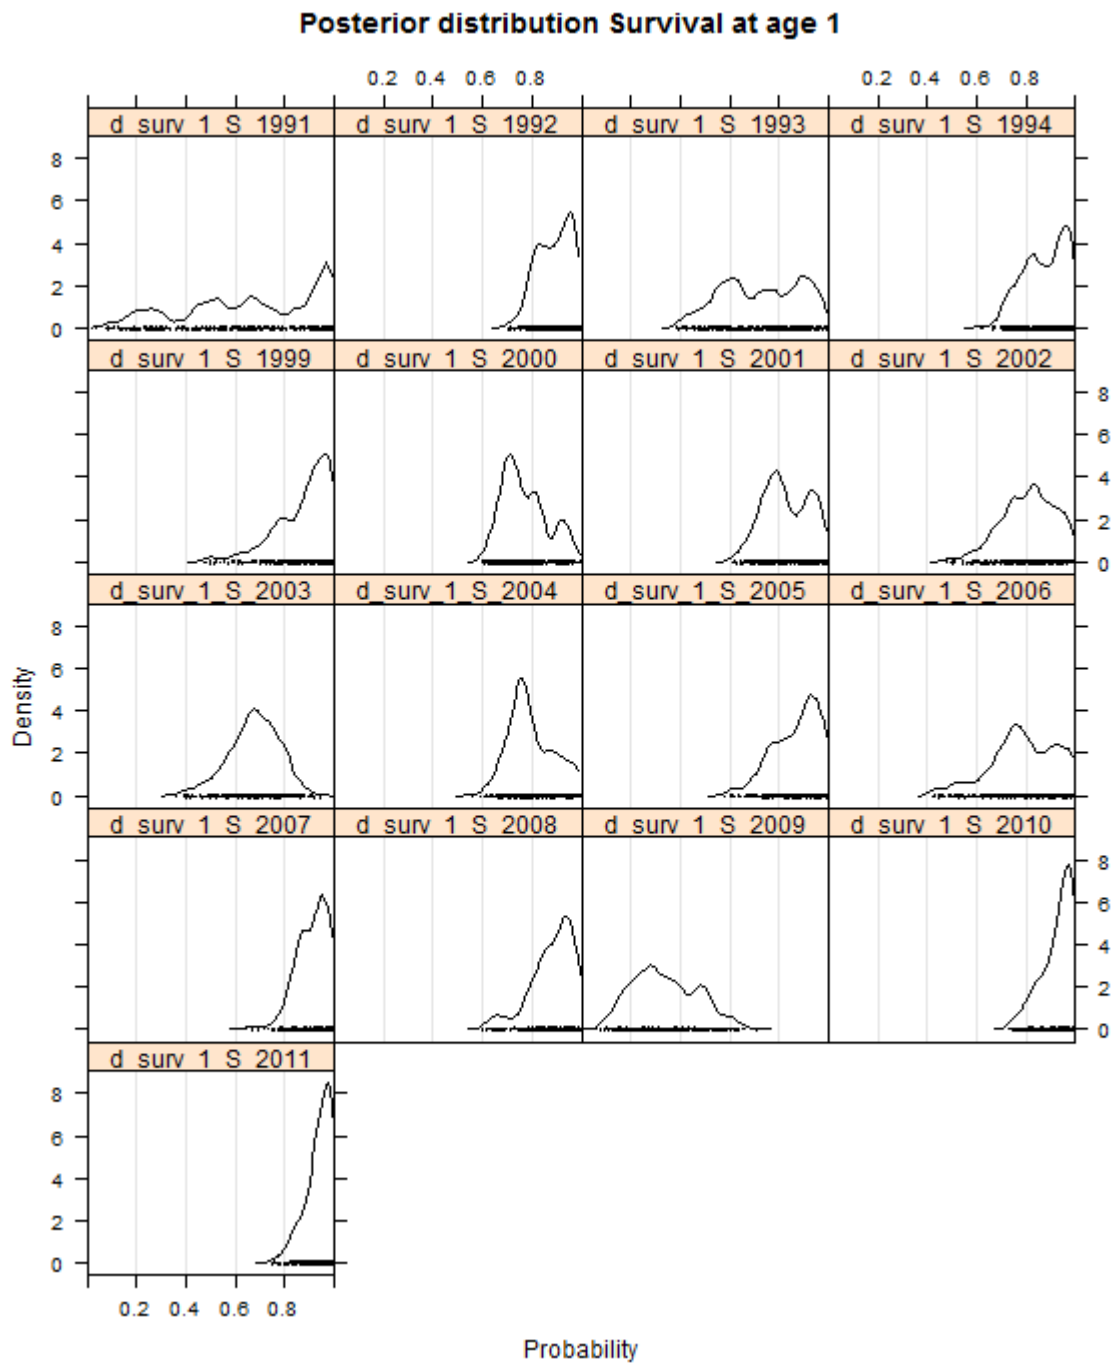 Posterior distribution Survival at age 1
0.2 0.4 0.6 0.8 0.2 0.4 0.6 0.8
d_surv_1_S_1991 d_surv_1_S_1992 d_surv_1_S_1993 d_surv_1_S_1994
8
6
4
2
0
d_surv_1_S_1999 d_surv_1_S_2000 d_surv_1_S_2001 d_surv_1_S_2002
8
6
4
2
0
d_surv_1_S_2003 d_surv_1_S_2004 d_surv_1_S_2005 d_surv_1_S_2006
8
6
4
2
0
Density
d_surv_1_S_2007 d_surv_1_S_2008 d_surv_1_S_2009 d_surv_1_S_2010
8
6
4
2
0
d_surv_1_S_2011
8
6
4
2
0
0.2 0.4 0.6 0.8
Probability